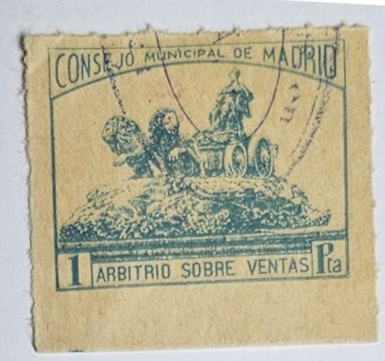 CONSEJO MUNICIPAL DE MADRID
1 ARBITRIO SOBRE VENTAS Pta